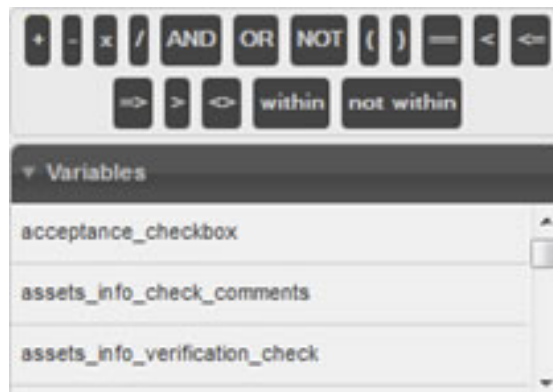 + - x / AND OR NOT ( ) == < <=
=> > <> within not within
Variables
acceptance_checkbox
assets_info_check_comments
assets_info_verification_check